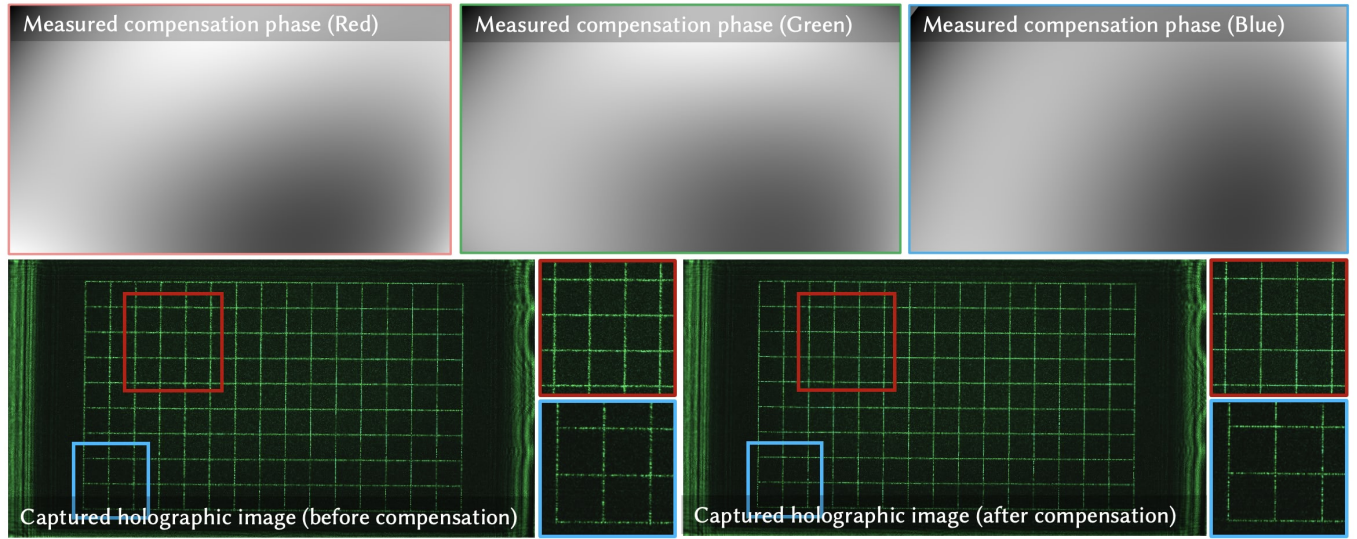 Measured compensation phase (Red)
Measured compensation phase (Green)
Measured compensation phase (Blue)
Captured holographic image (before compensation)
Captured holographic image (after compensation)